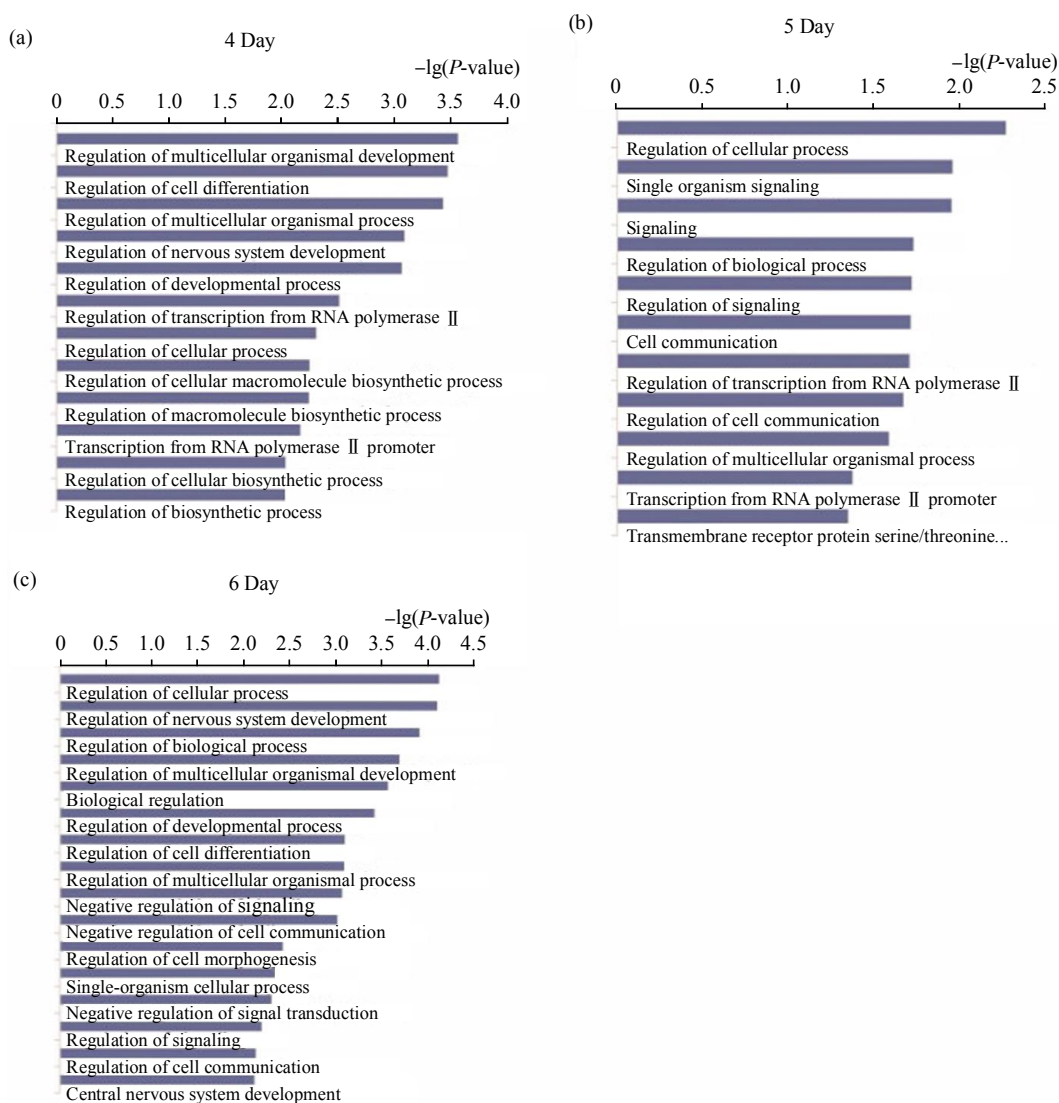 (a)
4 Day
–lg(P-value)
0 0.5 1.0 1.5 2.0 2.5 3.0 3.5 4.0
Regulation of multicellular organismal development
Regulation of cell differentiation
Regulation of multicellular organismal process
Regulation of nervous system development
Regulation of developmental process
Regulation of transcription from RNA polymerase Ⅱ
Regulation of cellular process
Regulation of cellular macromolecule biosynthetic process
Regulation of macromolecule biosynthetic process
Transcription from RNA polymerase Ⅱ promoter
Regulation of cellular biosynthetic process
Regulation of biosynthetic process
(b)
5 Day
–lg(P-value)
0 0.5 1.0 1.5 2.0 2.5
Regulation of cellular process
Single organism signaling
Signaling
Regulation of biological process
Regulation of signaling
Cell communication
Regulation of transcription from RNA polymerase Ⅱ
Regulation of cell communication
Regulation of multicellular organismal process
Transcription from RNA polymerase Ⅱ promoter
Transmembrane receptor protein serine/threonine...
(c)
6 Day
–lg(P-value)
0 0.5 1.0 1.5 2.0 2.5 3.0 3.5 4.0 4.5
Regulation of cellular process
Regulation of nervous system development
Regulation of biological process
Regulation of multicellular organismal development
Biological regulation
Regulation of developmental process
Regulation of cell differentiation
Regulation of multicellular organismal process
Negative regulation of signaling
Negative regulation of cell communication
Regulation of cell morphogenesis
Single-organism cellular process
Negative regulation of signal transduction
Regulation of signaling
Regulation of cell communication
Central nervous system development